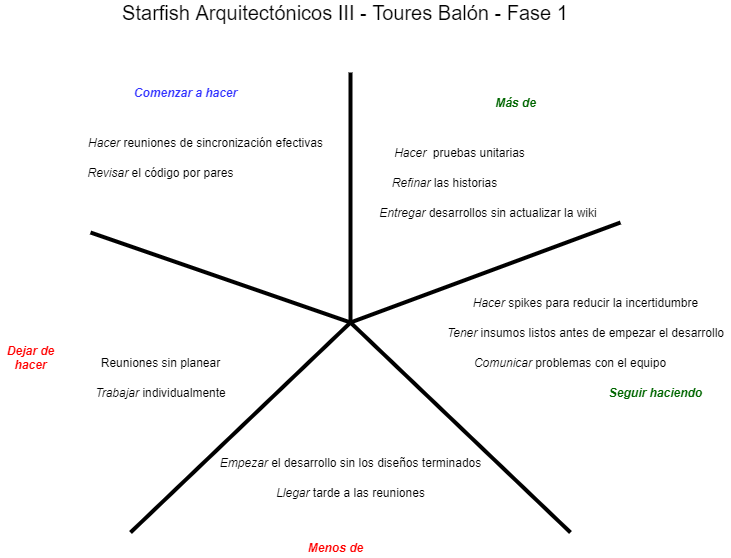 Starfish Arquitectónicos III - Toures Balón - Fase 1
Comenzar a hacer
Hacer reuniones de sincronización efectivas
Revisar el código por pares
Más de
Hacer pruebas unitarias
Refinar las historias
Entregar desarrollos sin actualizar la wiki
Hacer spikes para reducir la incertidumbre
Tener insumos listos antes de empezar el desarrollo
Comunicar problemas con el equipo
Seguir haciendo
Dejar de
hacer
Reuniones sin planear
Trabajar individualmente
Empezar el desarrollo sin los diseños terminados
Llegar tarde a las reuniones
Menos de